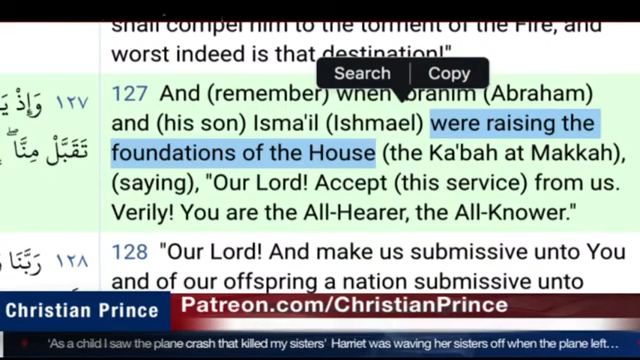 shall compel him to the torment of the Fire, and
worst indeed is that destination!"
Search Copy
وَإِذْ يَ ١٢٧
127 And (remember) when Ibrahim (Abraham)
and (his son) Isma'il (Ishmael) were raising the
تَقَبَّلْ مِنَّا
foundations of the House (the Ka'bah at Makkah),
(saying), "Our Lord! Accept (this service) from us.
Verily! You are the All-Hearer, the All-Knower."
رَبَّنَا ١٢٨
128 "Our Lord! And make us submissive unto You
and of our offspring a nation submissive unto
Christian Prince
Patreon.com/ChristianPrince
'As a child I saw the plane crash that killed my sisters' Harriet was waving her sisters off when the plane left...